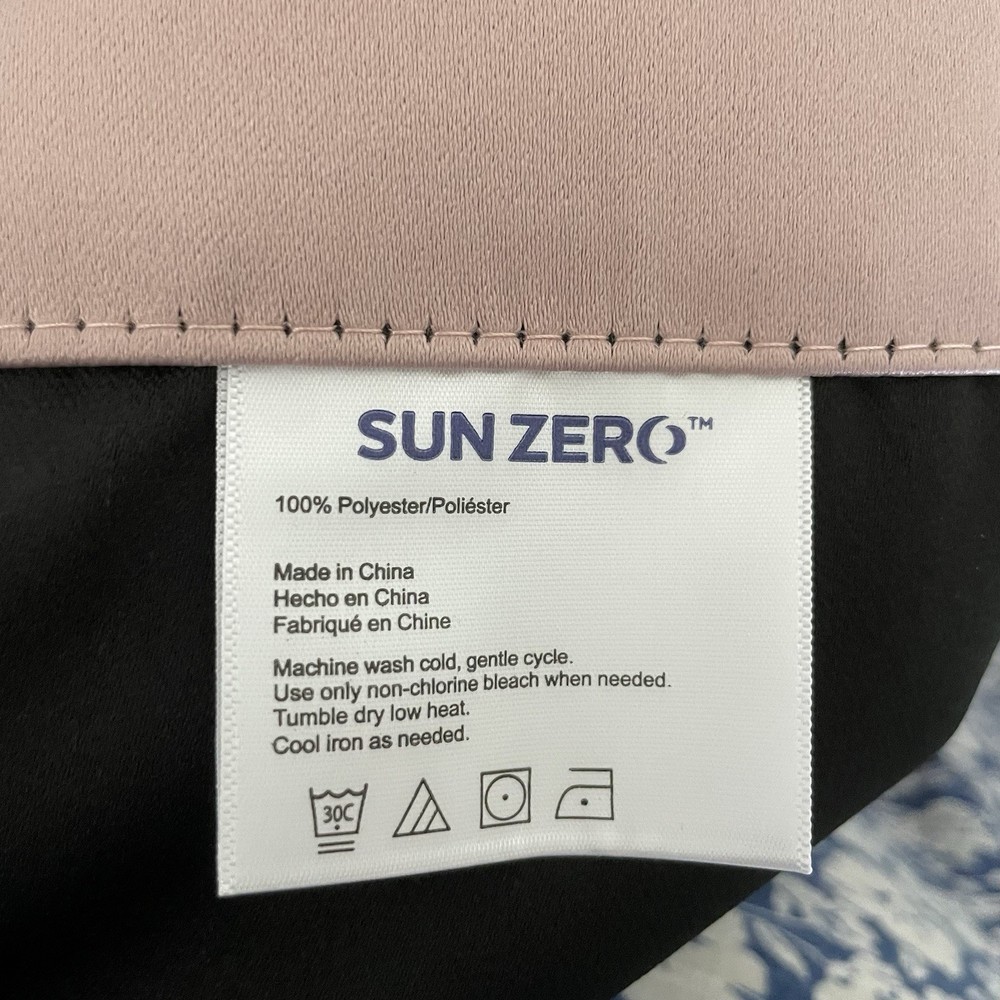 SUN ZERO™
100% Polyester/Poliéster
Made in China
Hecho en China
Fabriqué en Chine
Machine wash cold, gentle cycle.
Use only non-chlorine bleach when needed.
Tumble dry low heat.
Cool iron as needed.
30C